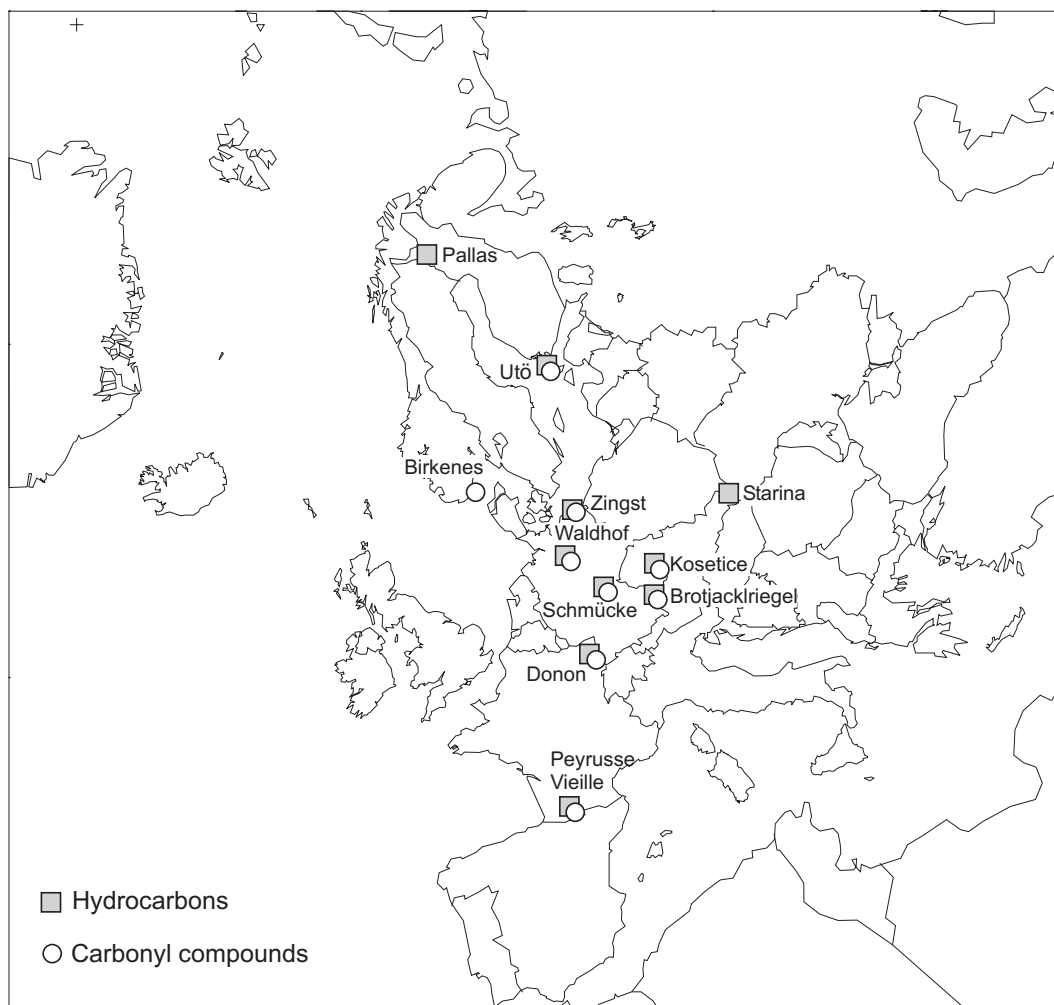 Pallas
Utö
Birkenes
Starina
Zingst
Waldhof
Kosetice
Brotjacklriegel
Schmücke
Donon
Peyrusse
Vieille
Hydrocarbons
Carbonyl compounds